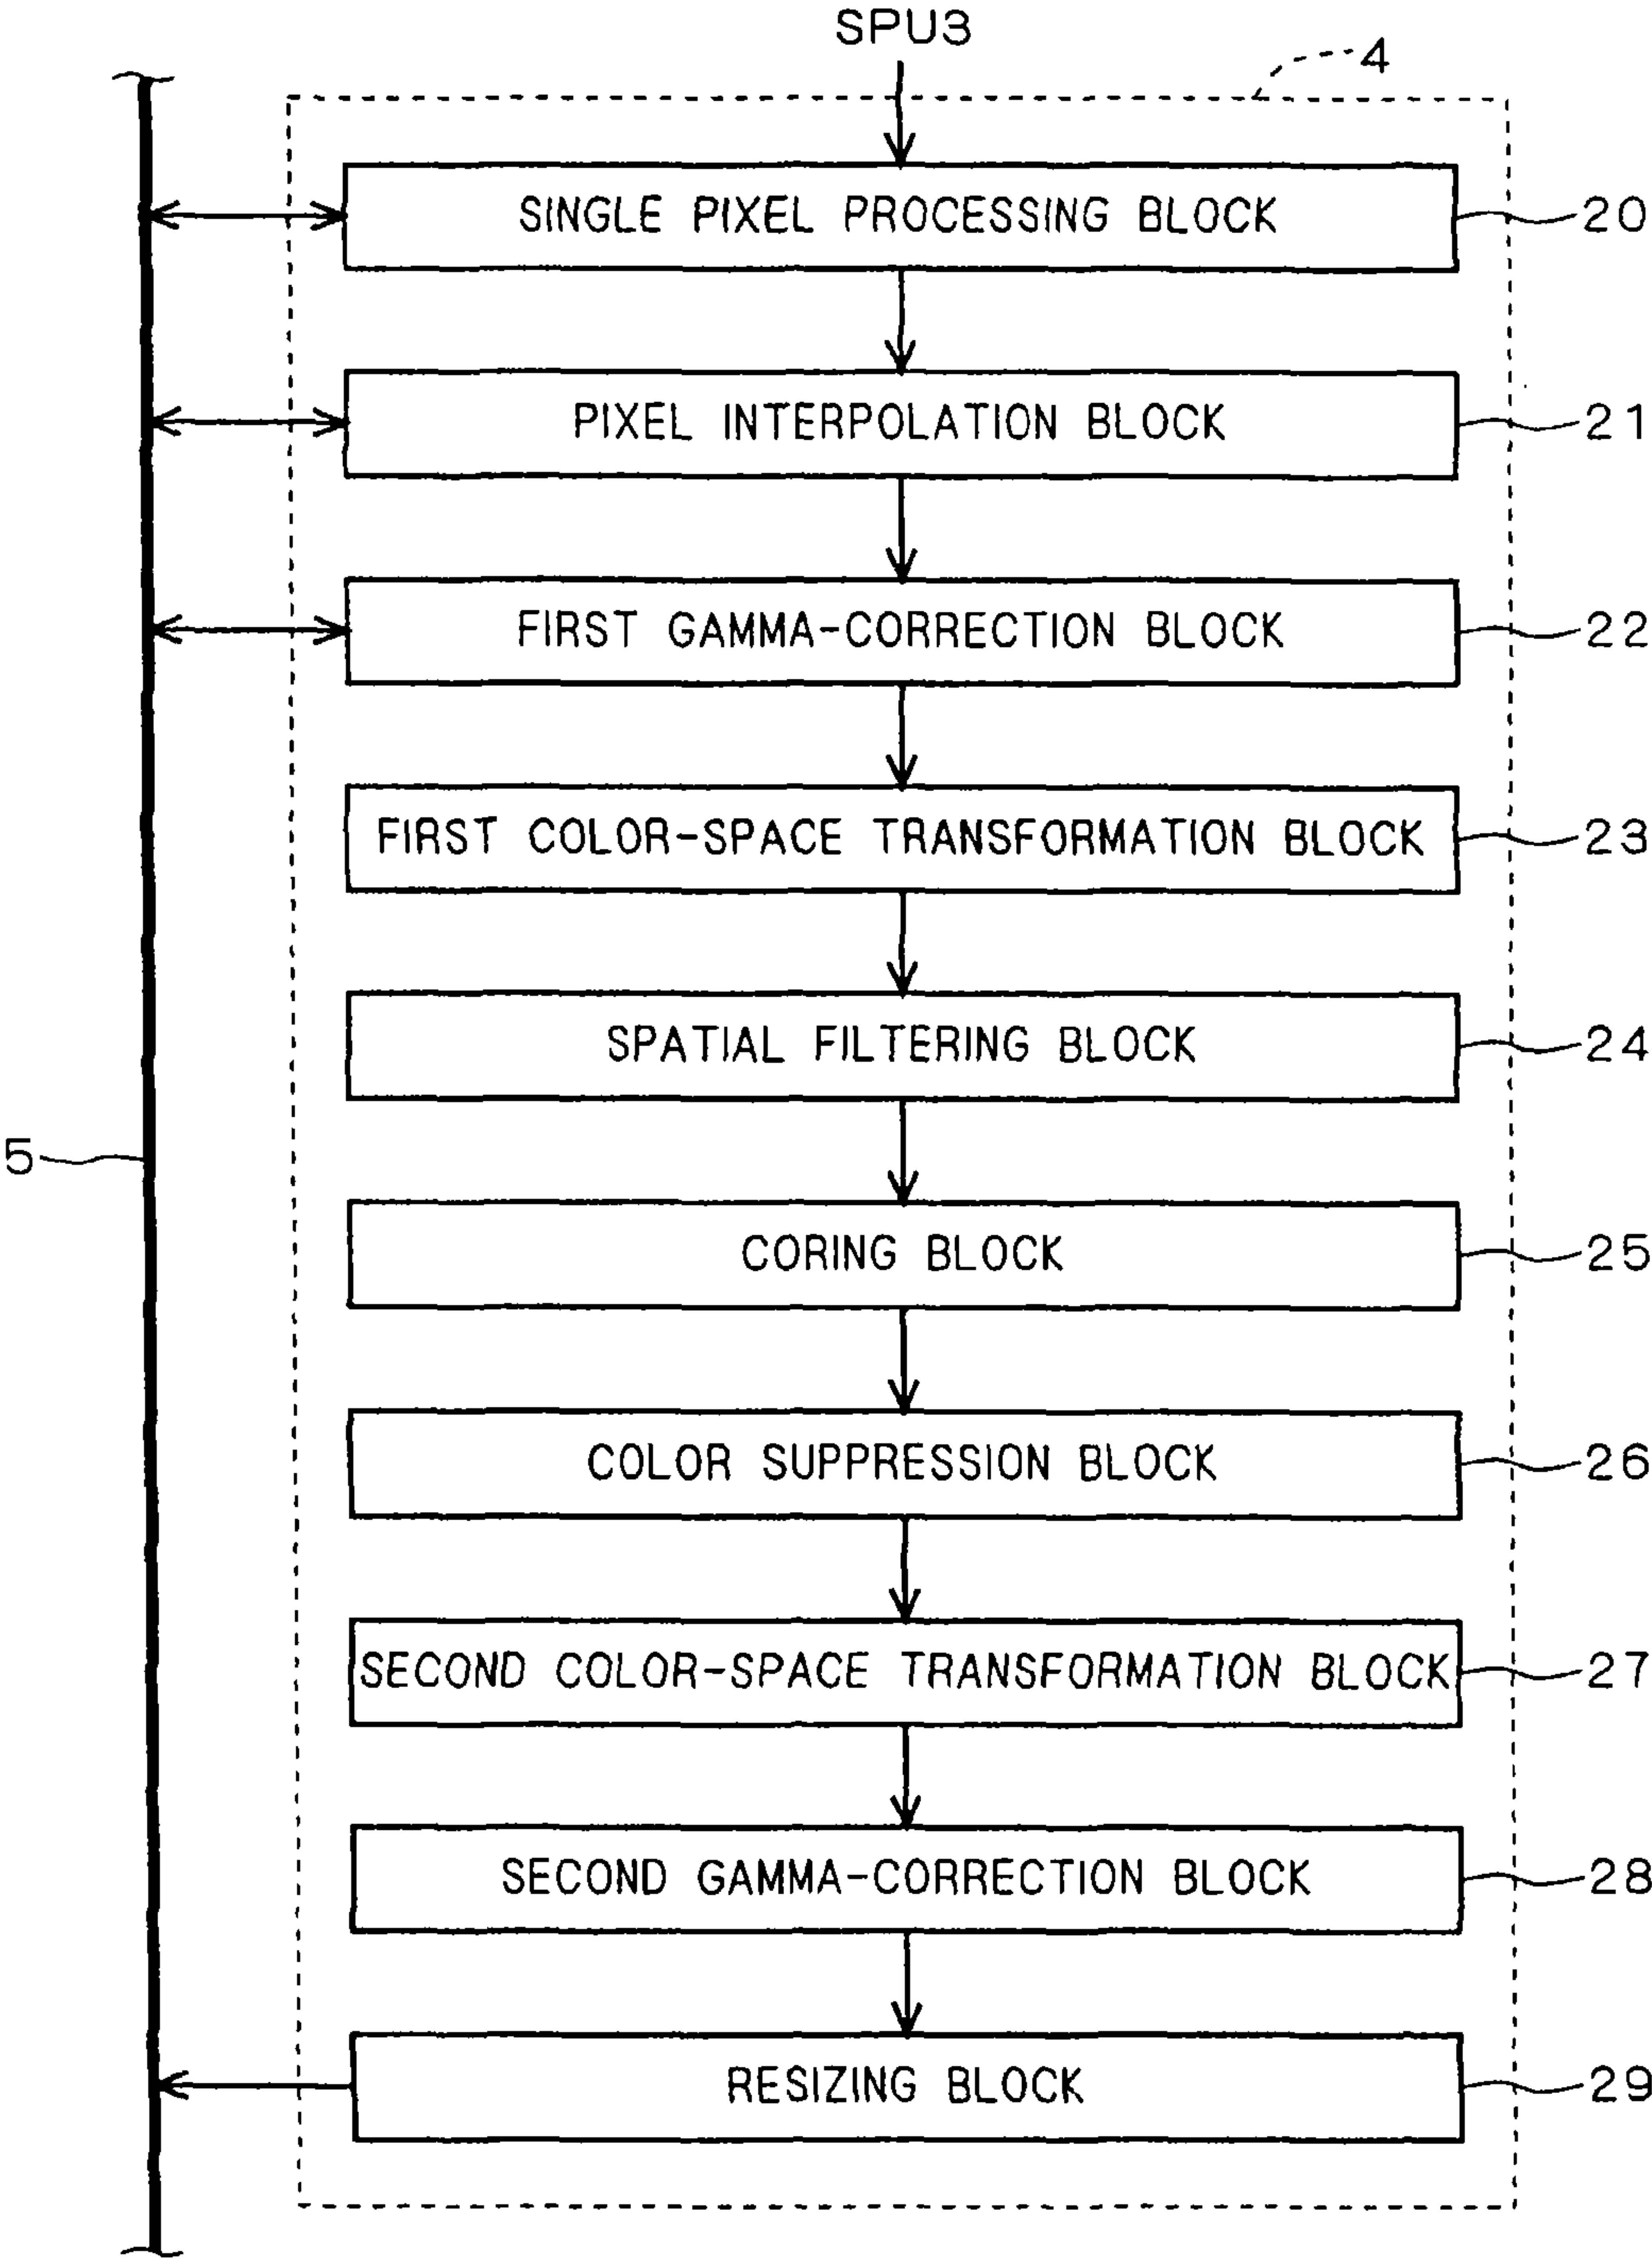 SPU3
4
SINGLE PIXEL PROCESSING BLOCK 20
PIXEL INTERPOLATION BLOCK 21
FIRST GAMMA-CORRECTION BLOCK 22
FIRST COLOR-SPACE TRANSFORMATION BLOCK 23
SPATIAL FILTERING BLOCK 24
5
CORING BLOCK 25
COLOR SUPPRESSION BLOCK 26
SECOND COLOR-SPACE TRANSFORMATION BLOCK 27
SECOND GAMMA-CORRECTION BLOCK 28
RESIZING BLOCK 29